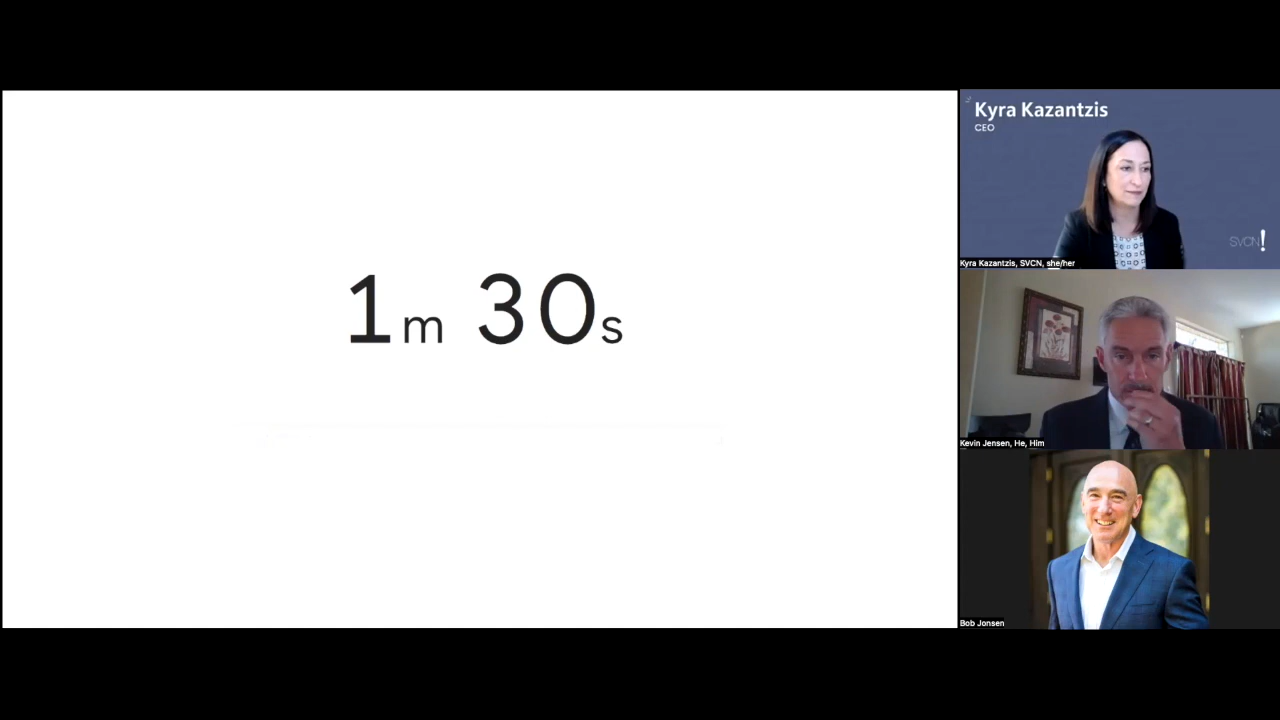 1m 30s
Kyra Kazantzis
CEO
SVCN!
Kyra Kazantzis, SVCN, she/her
Kevin Jensen, He, Him
Bob Jonsen